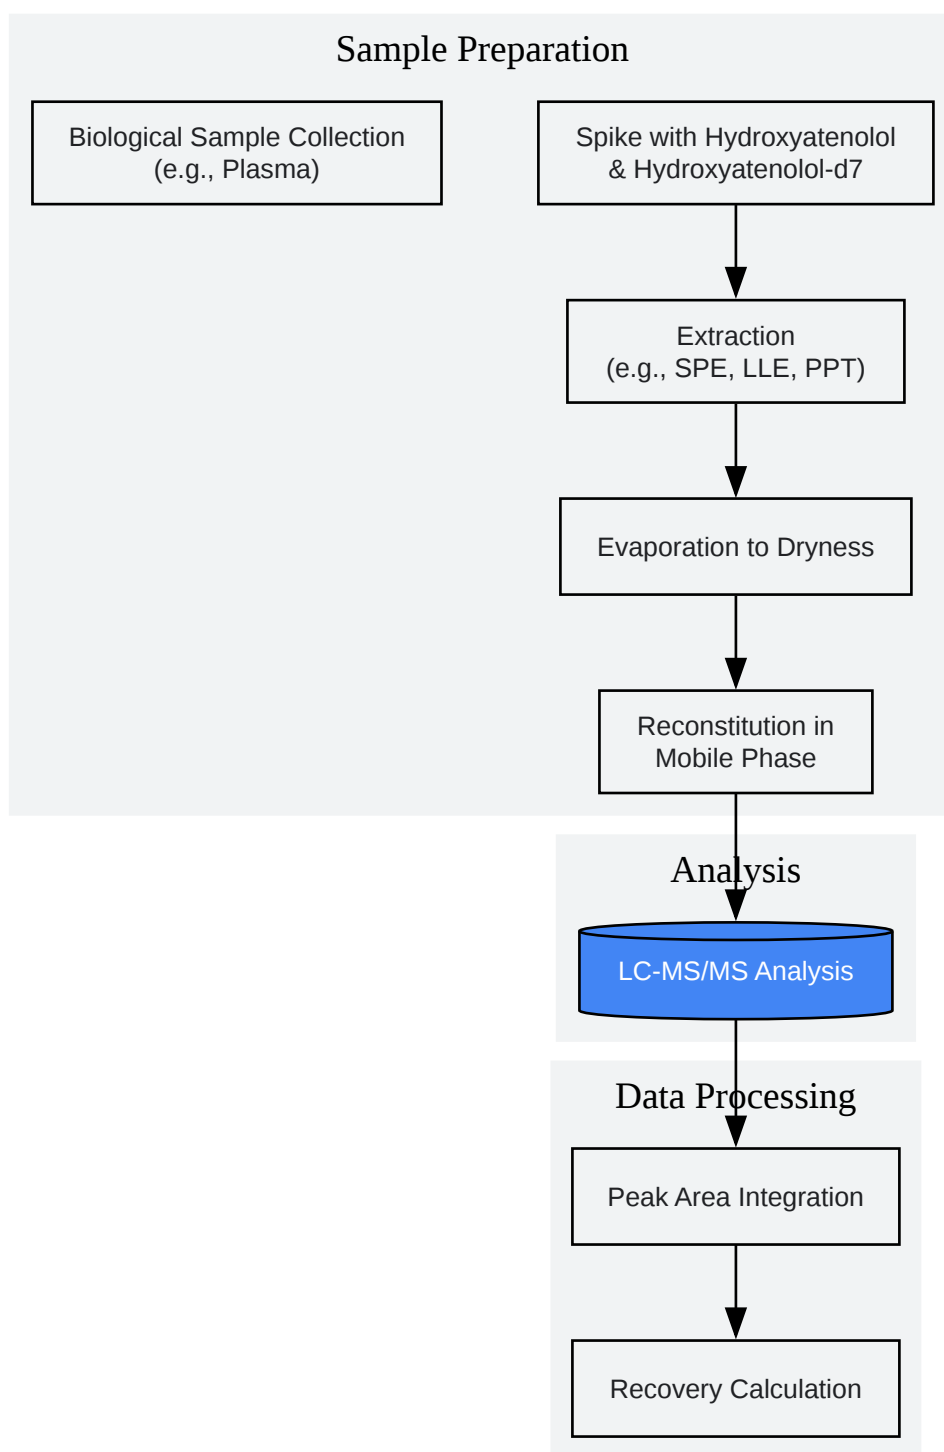 Sample Preparation
Biological Sample Collection
(e.g., Plasma)
Spike with Hydroxyatenolol
& Hydroxyatenolol-d7
Extraction
(e.g., SPE, LLE, PPT)
Evaporation to Dryness
Reconstitution in
Mobile Phase
Analysis
LC-MS/MS Analysis
Data Processing
Peak Area Integration
Recovery Calculation